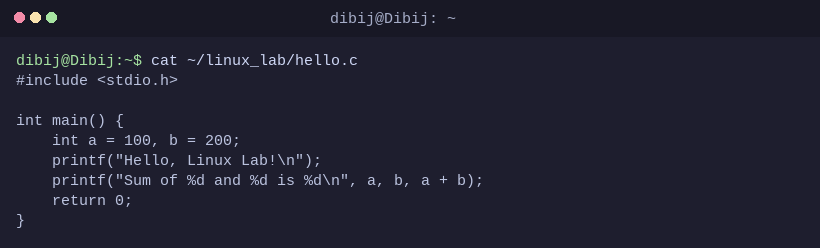 dibij@Dibij: ~
dibij@Dibij:~$ cat ~/linux_lab/hello.c
#include <stdio.h>

int main() {
    int a = 100, b = 200;
    printf("Hello, Linux Lab!\n");
    printf("Sum of %d and %d is %d\n", a, b, a + b);
    return 0;
}